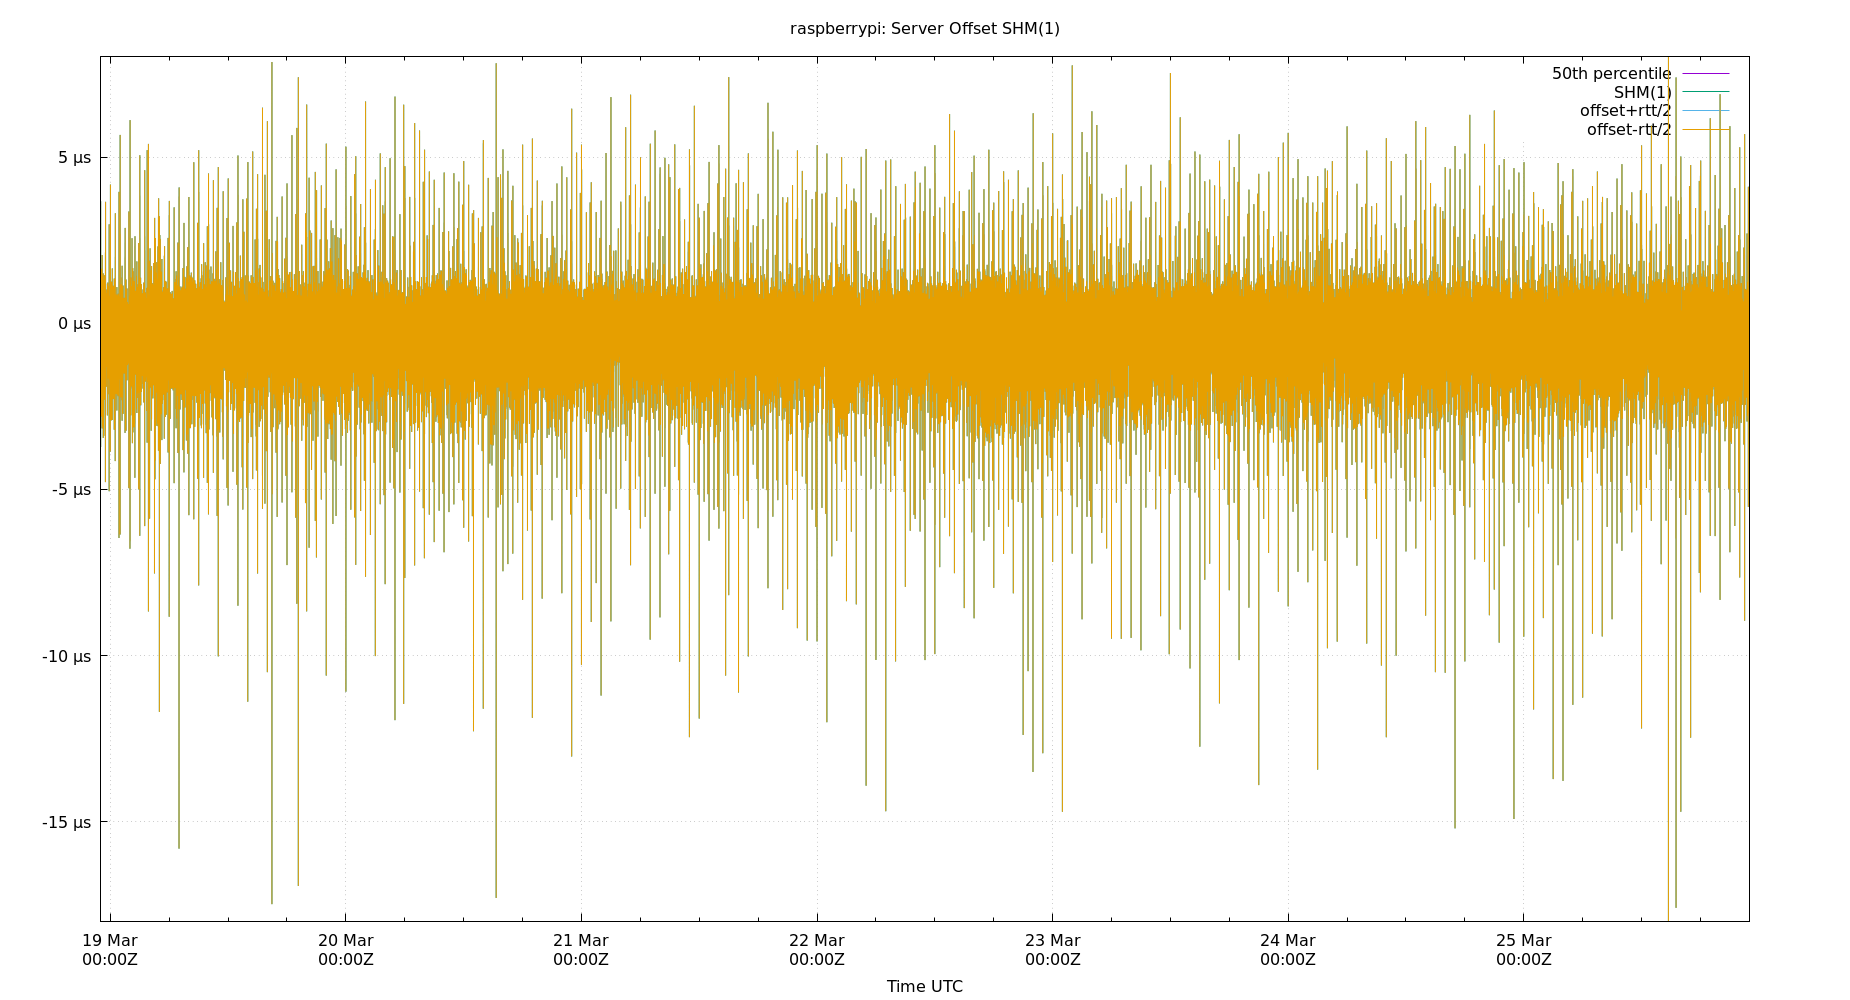 raspberrypi: Server Offset SHM(1)
50th percentile
SHM(1)
offset+rtt/2
offset-rtt/2
5 µs
0 µs
-5 µs
-10 µs
-15 µs
19 Mar 20 Mar 21 Mar 22 Mar 23 Mar 24 Mar 25 Mar
00:00Z 00:00Z 00:00Z 00:00Z 00:00Z 00:00Z 00:00Z
Time UTC